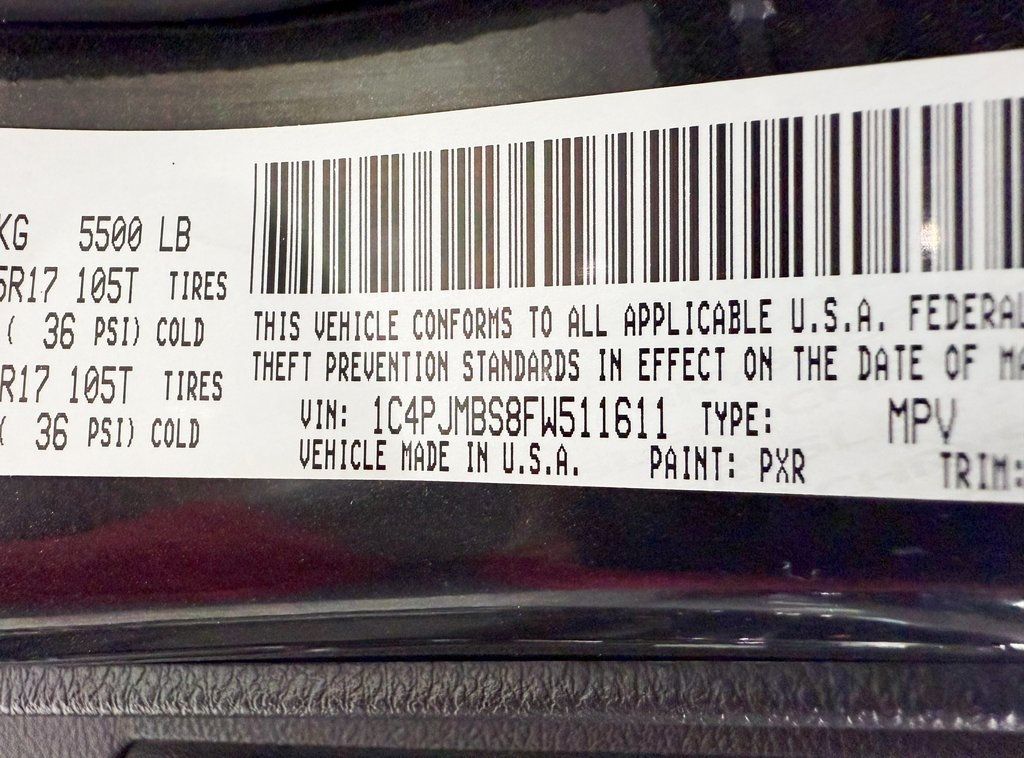 KG 5500 LB
5R17 105T TIRES
( 36 PSI) COLD
R17 105T TIRES
( 36 PSI) COLD
THIS VEHICLE CONFORMS TO ALL APPLICABLE U.S.A. FEDERAL
THEFT PREVENTION STANDARDS IN EFFECT ON THE DATE OF MA
VIN: 1C4PJMBS8FW511611 TYPE: MPV
VEHICLE MADE IN U.S.A. PAINT: PXR TRIM: